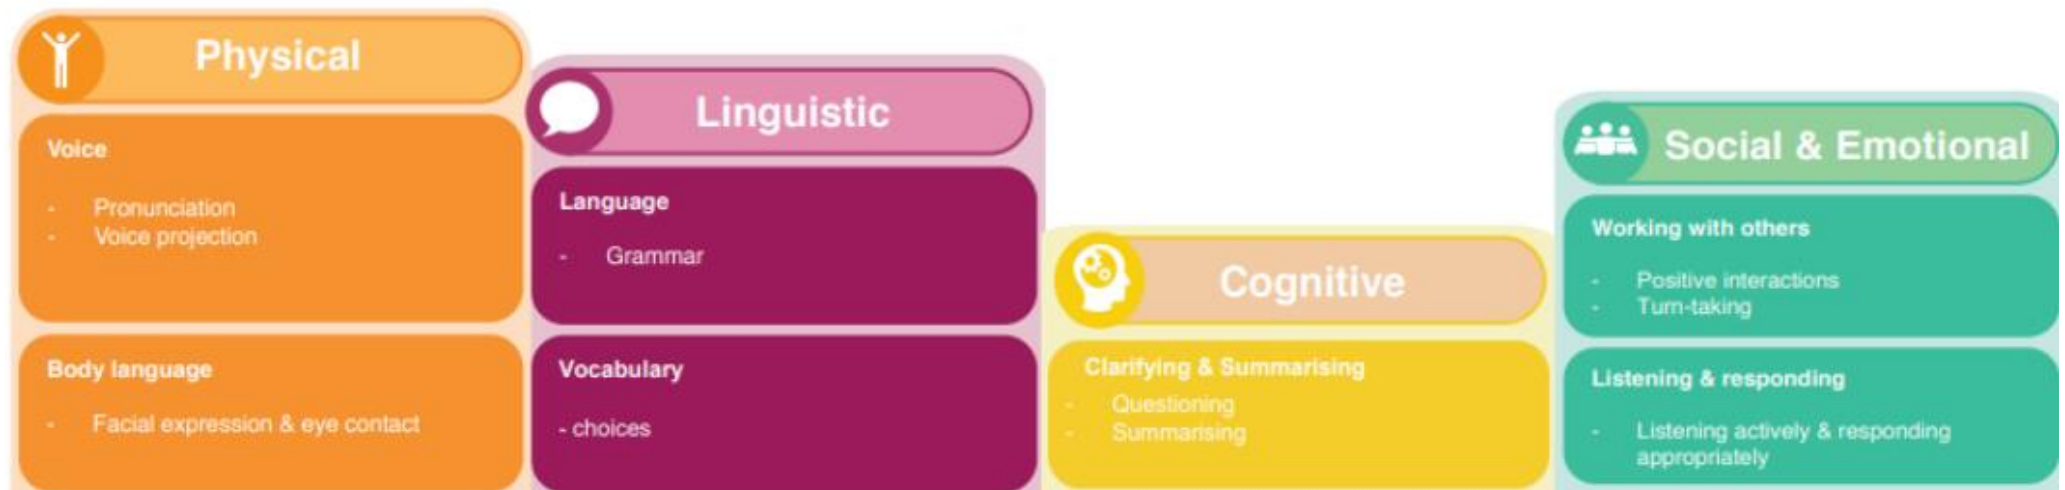 Physical
Voice
- Pronunciation
- Voice projection
Body language
- Facial expression & eye contact
Linguistic
Language
- Grammar
Vocabulary
- choices
Cognitive
Clarifying & Summarising
- Questioning
- Summarising
Social & Emotional
Working with others
- Positive interactions
- Turn-taking
Listening & responding
- Listening actively & responding
appropriately